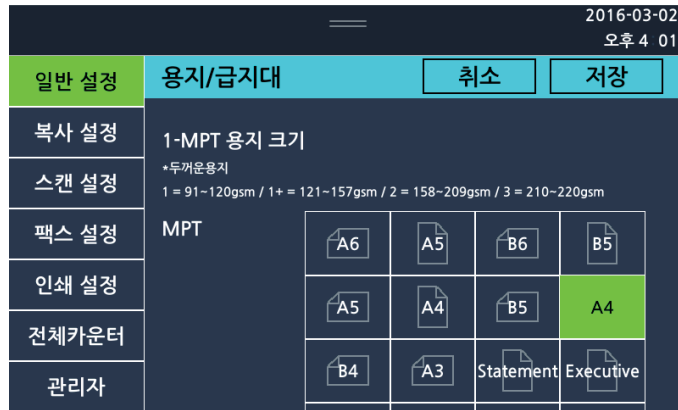 2016-03-02
오후 4 01
일반 설정
용지/급지대
취소
저장
복사 설정
스캔 설정
팩스 설정
인쇄 설정
전체카운터
관리자
1-MPT 용지 크기
*두꺼운용지
1 = 91~120gsm / 1+ = 121~157gsm / 2 = 158~209gsm / 3 = 210~220gsm
MPT
A6 A5 B6 B5
A5 A4 B5 A4
B4 A3 Statement Executive